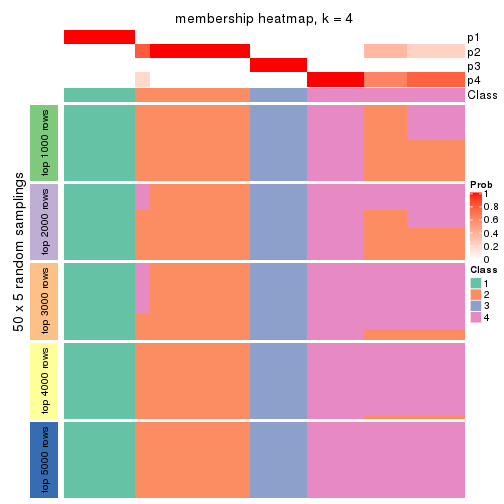 membership heatmap, k = 4
p1
p2
p3
p4
Class
50 x 5 random samplings
top 1000 rows
top 2000 rows
top 3000 rows
top 4000 rows
top 5000 rows
Prob
1
0.8
0.6
0.4
0.2
0
Class
1
2
3
4